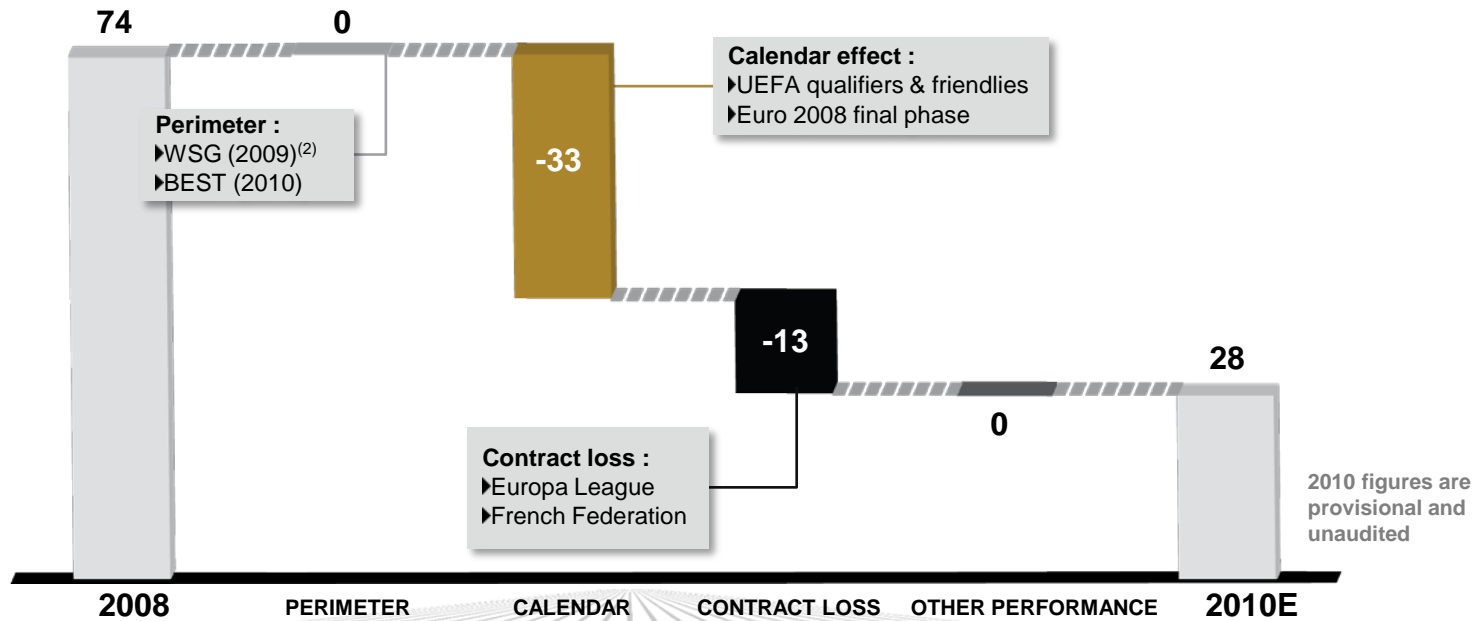 74
0
Calendar effect :
UEFA qualifiers & friendlies
Euro 2008 final phase
Perimeter :
WSG (2009)(2)
BEST (2010)
-33
-13
28
0
Contract loss :
Europa League
French Federation
2010 figures are
provisional and
unaudited
2008 PERIMETER CALENDAR CONTRACT LOSS OTHER PERFORMANCE 2010E